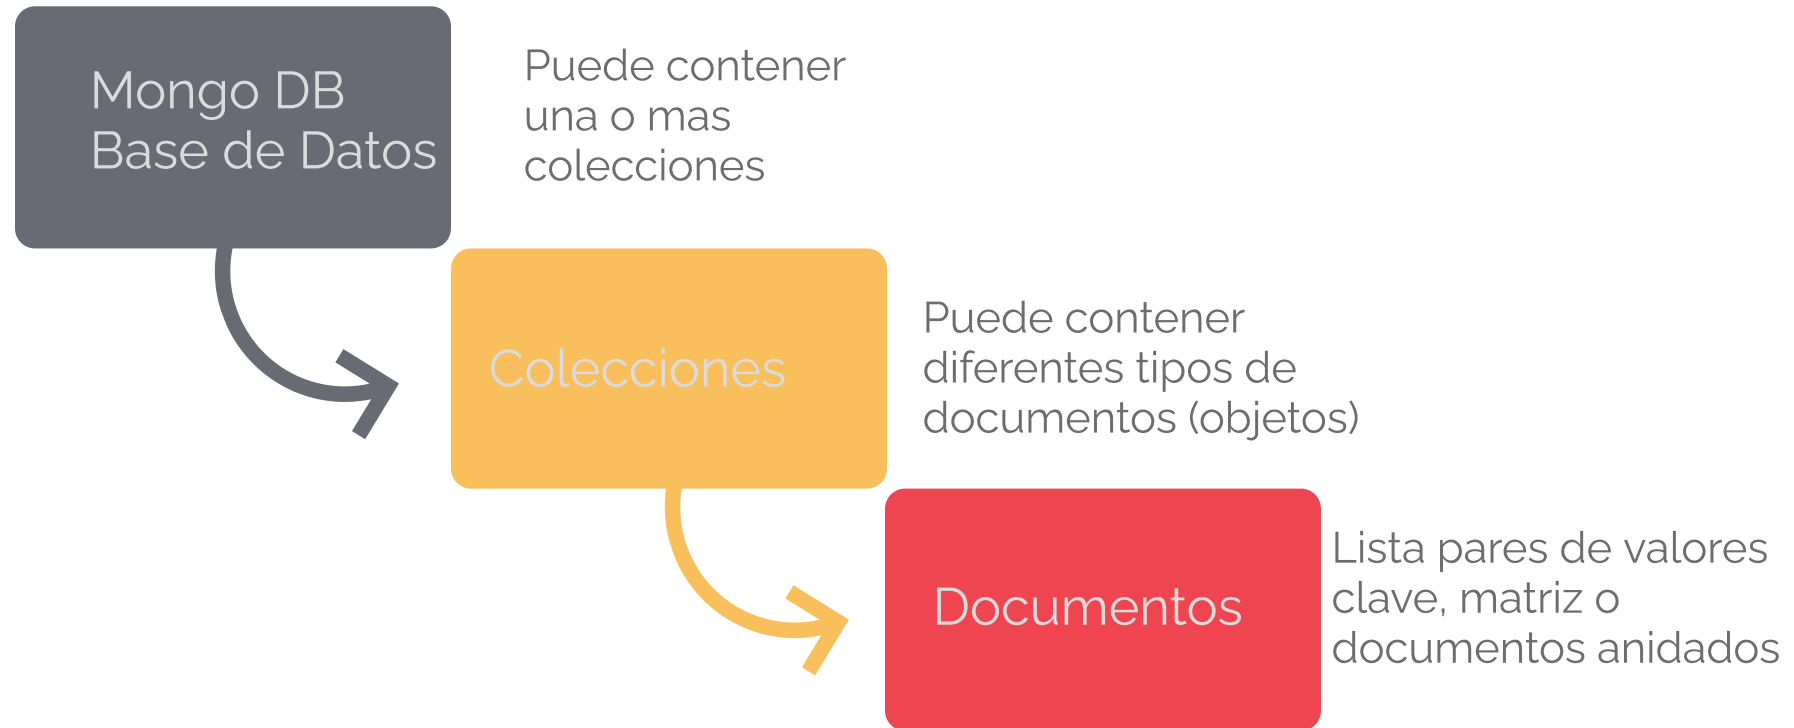 Mongo DB
Base de Datos
Puede contener
una o mas
colecciones
Colecciones
Puede contener
diferentes tipos de
documentos (objetos)
Documentos
Lista pares de valores
clave, matriz o
documentos anidados